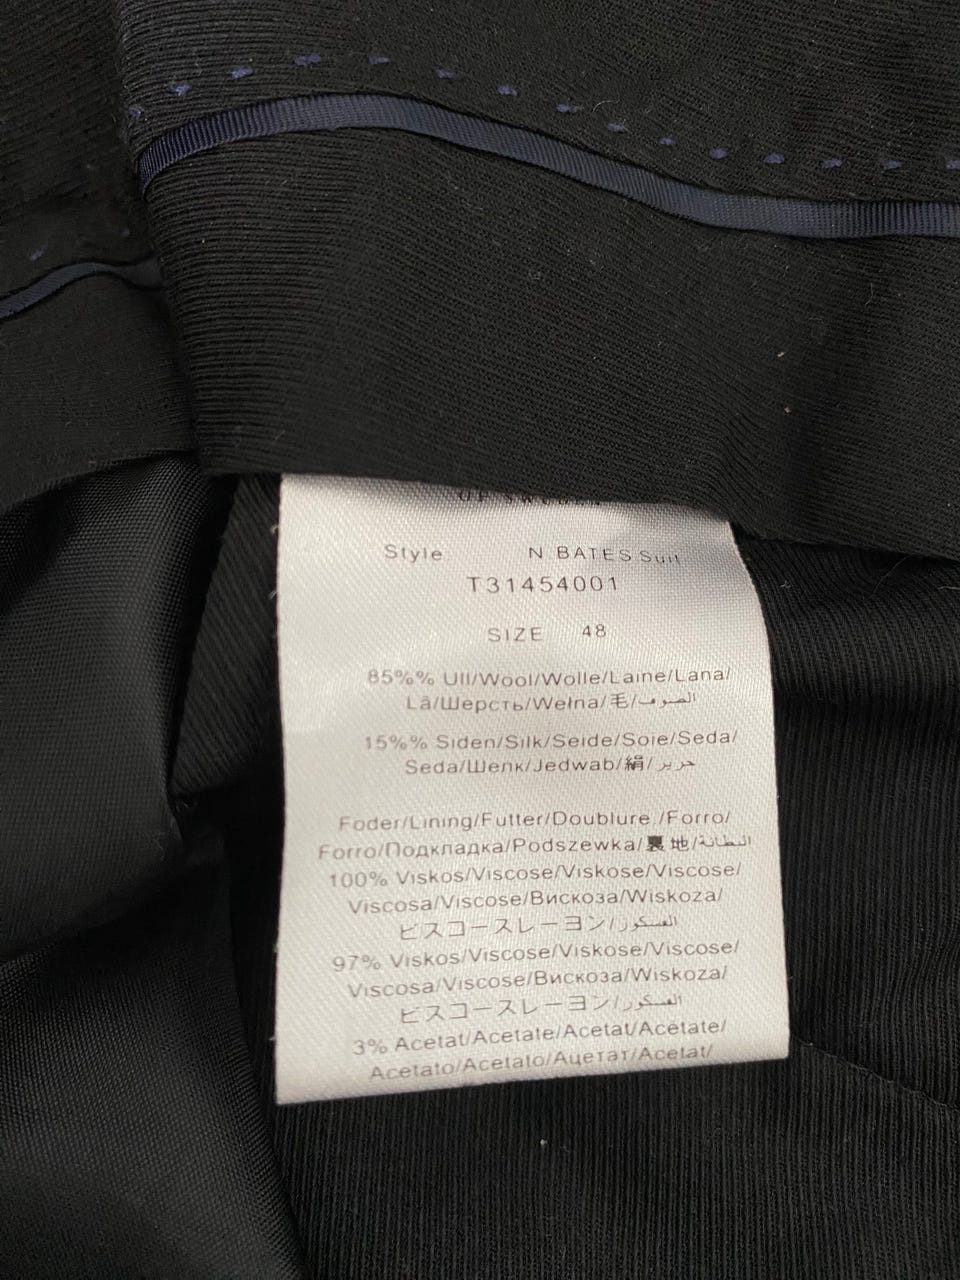 OF SWEDEN
Style N BATES Suit
T31454001
SIZE 48
85%% Ull/Wool/Wolle/Laine/Lana/
Lã/Шерсть/Wełna/毛/الصوف
15%% Siden/Silk/Seide/Soie/Seda/
Seda/Шелк/Jedwab/絹/حرير
Foder/Lining/Futter/Doublure /Forro/
Forro/Подкладка/Podszewka/裏地/البطانة
100% Viskos/Viscose/Viskose/Viscose/
Viscosa/Viscose/Вискоза/Wiskoza/
ビスコースレーヨン/الفسكوز
97% Viskos/Viscose/Viskose/Viscose/
Viscosa/Viscose/Вискоза/Wiskoza/
ビスコースレーヨン/الفسكوز
3% Acetat/Acetate/Acetat/Acétate/
Acetato/Acetato/Ацетат/Acetat/